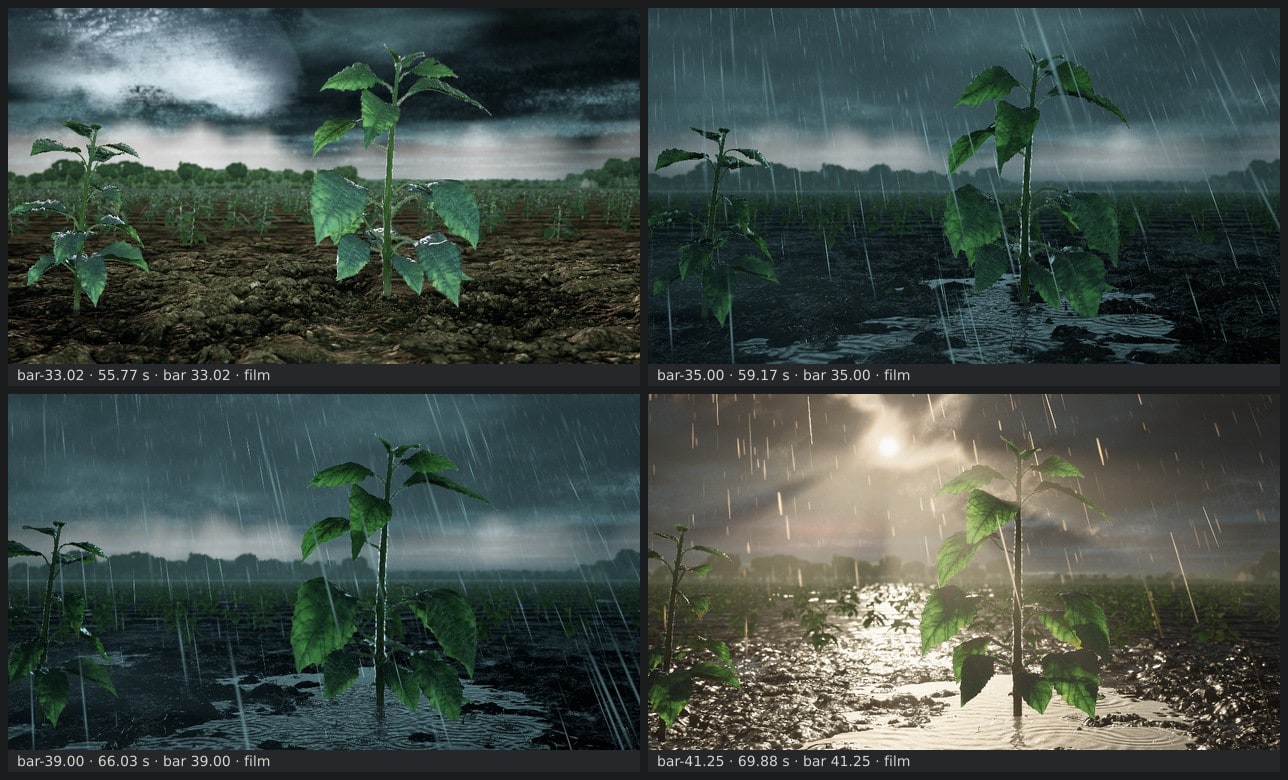 bar-33.02 · 55.77 s · bar 33.02 · film
bar-35.00 · 59.17 s · bar 35.00 · film
bar-39.00 · 66.03 s · bar 39.00 · film
bar-41.25 · 69.88 s · bar 41.25 · film